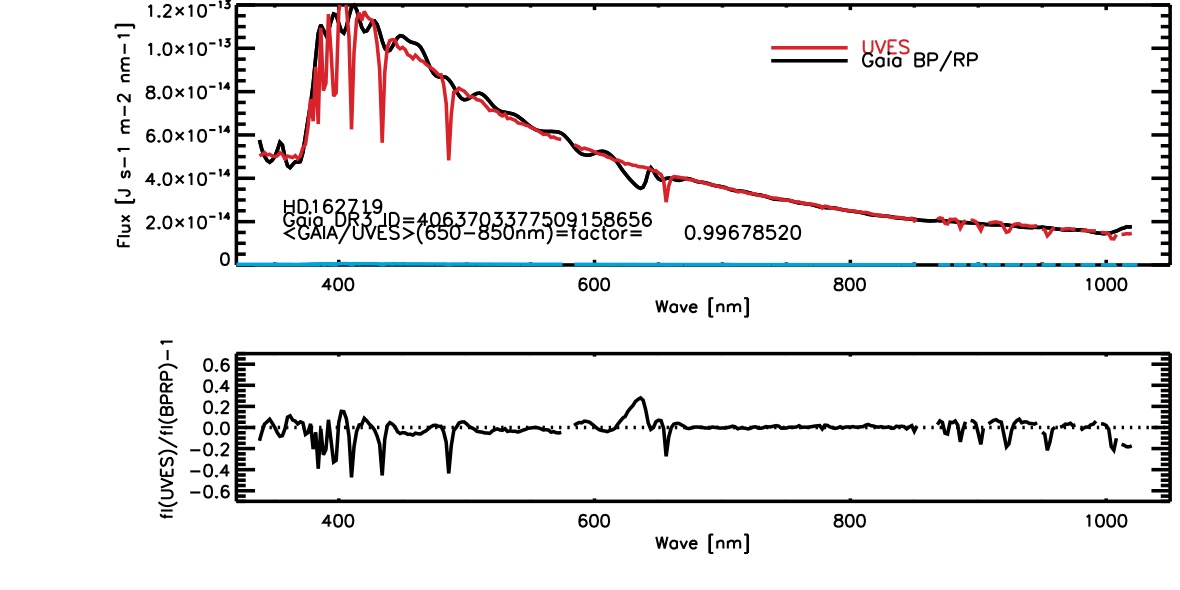 1.2×10−13
1.0×10−13
8.0×10−14
6.0×10−14
4.0×10−14
2.0×10−14
0
Flux [J s−1 m−2 nm−1]
UVES
Gaia BP/RP
HD162719
Gaia DR3 ID=4063703377509158656
<GAIA/UVES>(650−850nm)=factor= 0.99678520
400 600 800 1000
Wave [nm]
fl(UVES)/fl(BPRP)−1
0.6
0.4
0.2
0.0
−0.2
−0.4
−0.6
400 600 800 1000
Wave [nm]